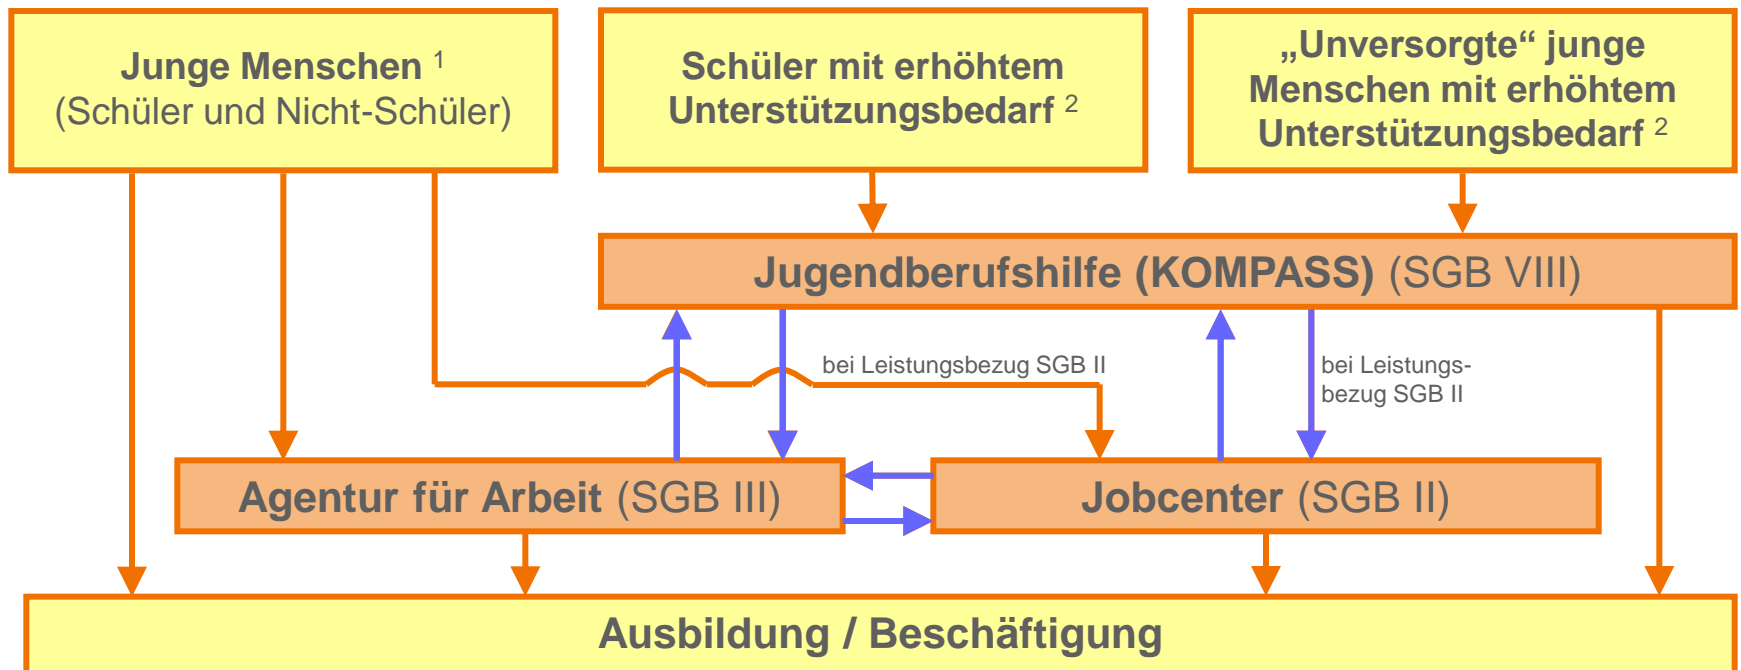 Junge Menschen ¹
(Schüler und Nicht-Schüler)
Schüler mit erhöhtem
Unterstützungsbedarf ²
„Unversorgte“ junge
Menschen mit erhöhtem
Unterstützungsbedarf ²
Jugendberufshilfe (KOMPASS) (SGB VIII)
bei Leistungsbezug SGB II
bei Leistungs-
bezug SGB II
Agentur für Arbeit (SGB III)
Jobcenter (SGB II)
Ausbildung / Beschäftigung